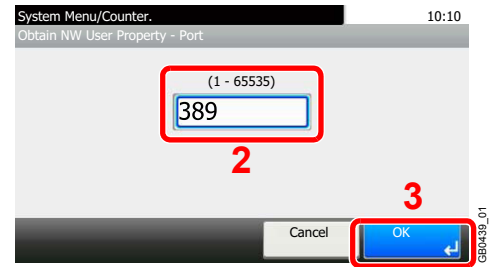 System Menu/Counter. 10:10
Obtain NW User Property - Port
(1 - 65535)
389
2
3
Cancel OK
GB0439_01